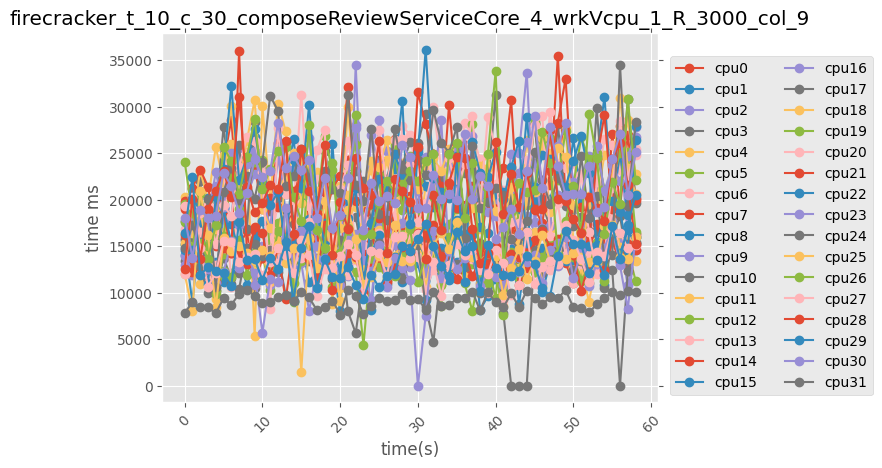 firecracker_t_10_c_30_composeReviewServiceCore_4_wrkVcpu_1_R_3000_col_9
35000
30000
25000
20000
15000
10000
5000
0
time ms
0
10
20
30
40
50
60
time(s)
cpu0
cpu1
cpu2
cpu3
cpu4
cpu5
cpu6
cpu7
cpu8
cpu9
cpu10
cpu11
cpu12
cpu13
cpu14
cpu15
cpu16
cpu17
cpu18
cpu19
cpu20
cpu21
cpu22
cpu23
cpu24
cpu25
cpu26
cpu27
cpu28
cpu29
cpu30
cpu31